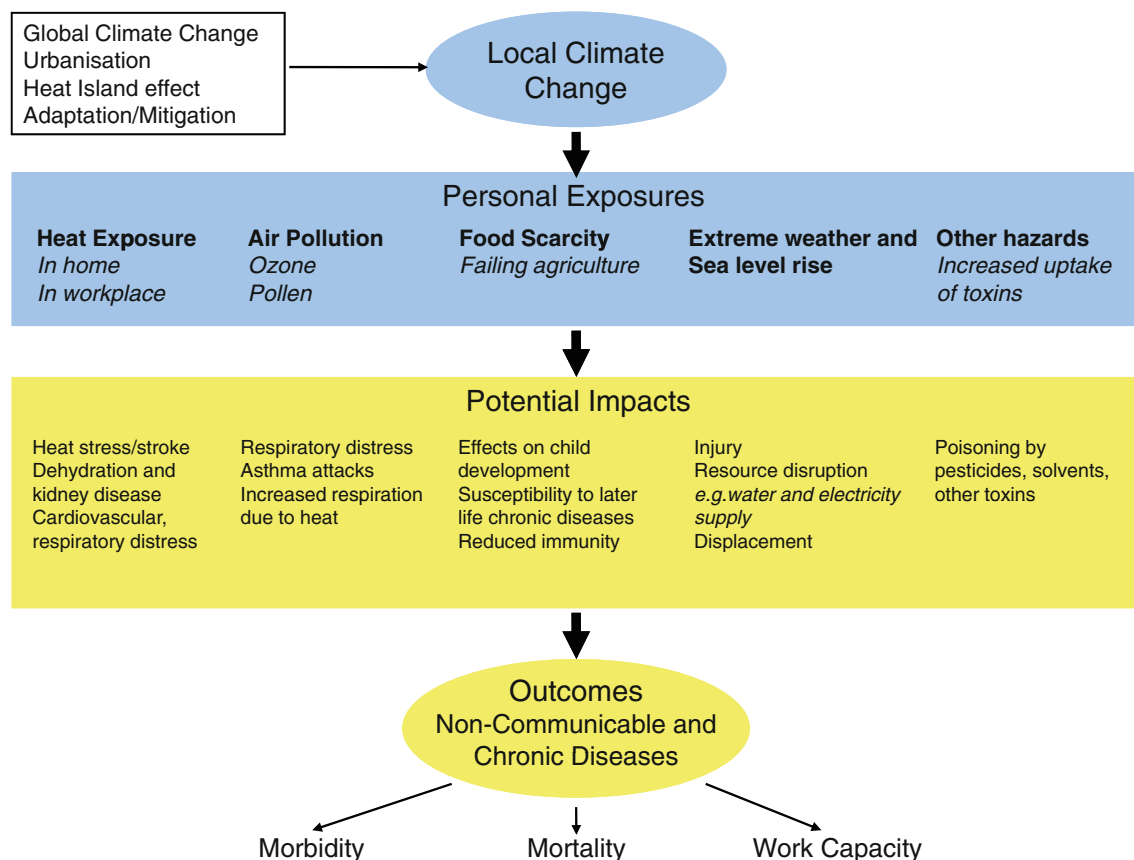 Global Climate Change
Urbanisation
Heat Island effect
Adaptation/Mitigation
Local Climate
Change
Personal Exposures
Heat Exposure
In home
In workplace
Air Pollution
Ozone
Pollen
Food Scarcity
Failing agriculture
Extreme weather and
Sea level rise
Other hazards
Increased uptake
of toxins
Potential Impacts
Heat stress/stroke
Dehydration and
kidney disease
Cardiovascular,
respiratory distress
Respiratory distress
Asthma attacks
Increased respiration
due to heat
Effects on child
development
Susceptibility to later
life chronic diseases
Reduced immunity
Injury
Resource disruption
e.g.water and electricity
supply
Displacement
Poisoning by
pesticides, solvents,
other toxins
Outcomes
Non-Communicable and
Chronic Diseases
Morbidity
Mortality
Work Capacity